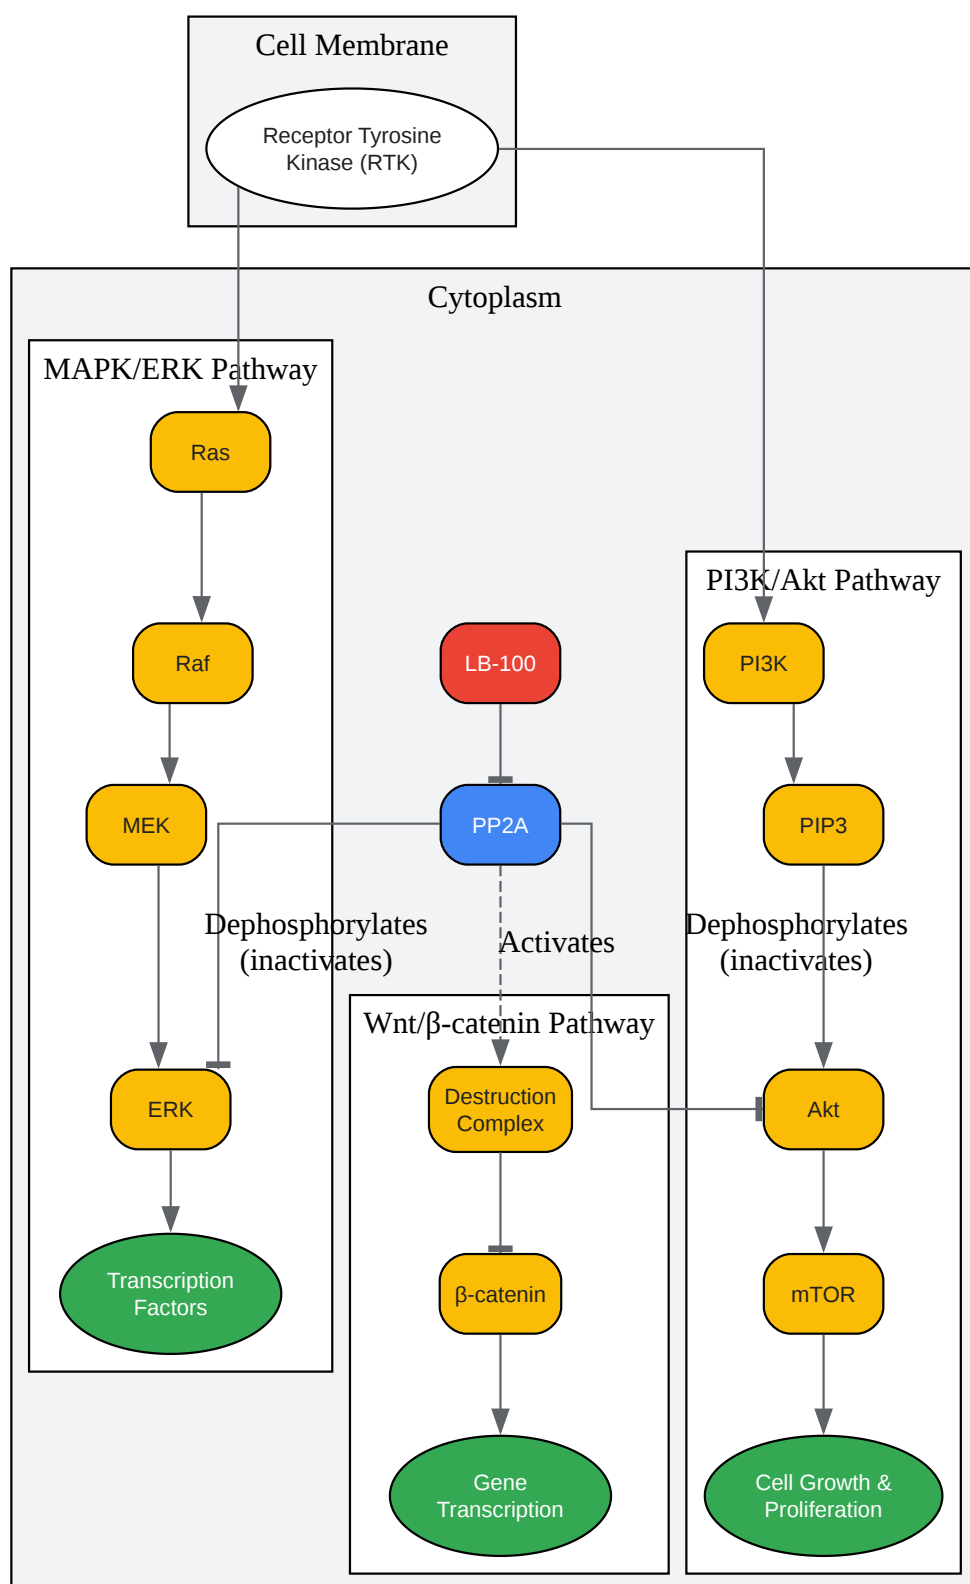 Cell Membrane
Receptor Tyrosine
Kinase (RTK)
Cytoplasm
MAPK/ERK Pathway
Ras
PI3K/Akt Pathway
Raf
LB-100
PI3K
MEK
PP2A
PIP3
Dephosphorylates
(inactivates)
Activates
Dephosphorylates
(inactivates)
Wnt/β-catenin Pathway
ERK
Destruction
Complex
Akt
Transcription
Factors
β-catenin
mTOR
Gene
Transcription
Cell Growth &
Proliferation